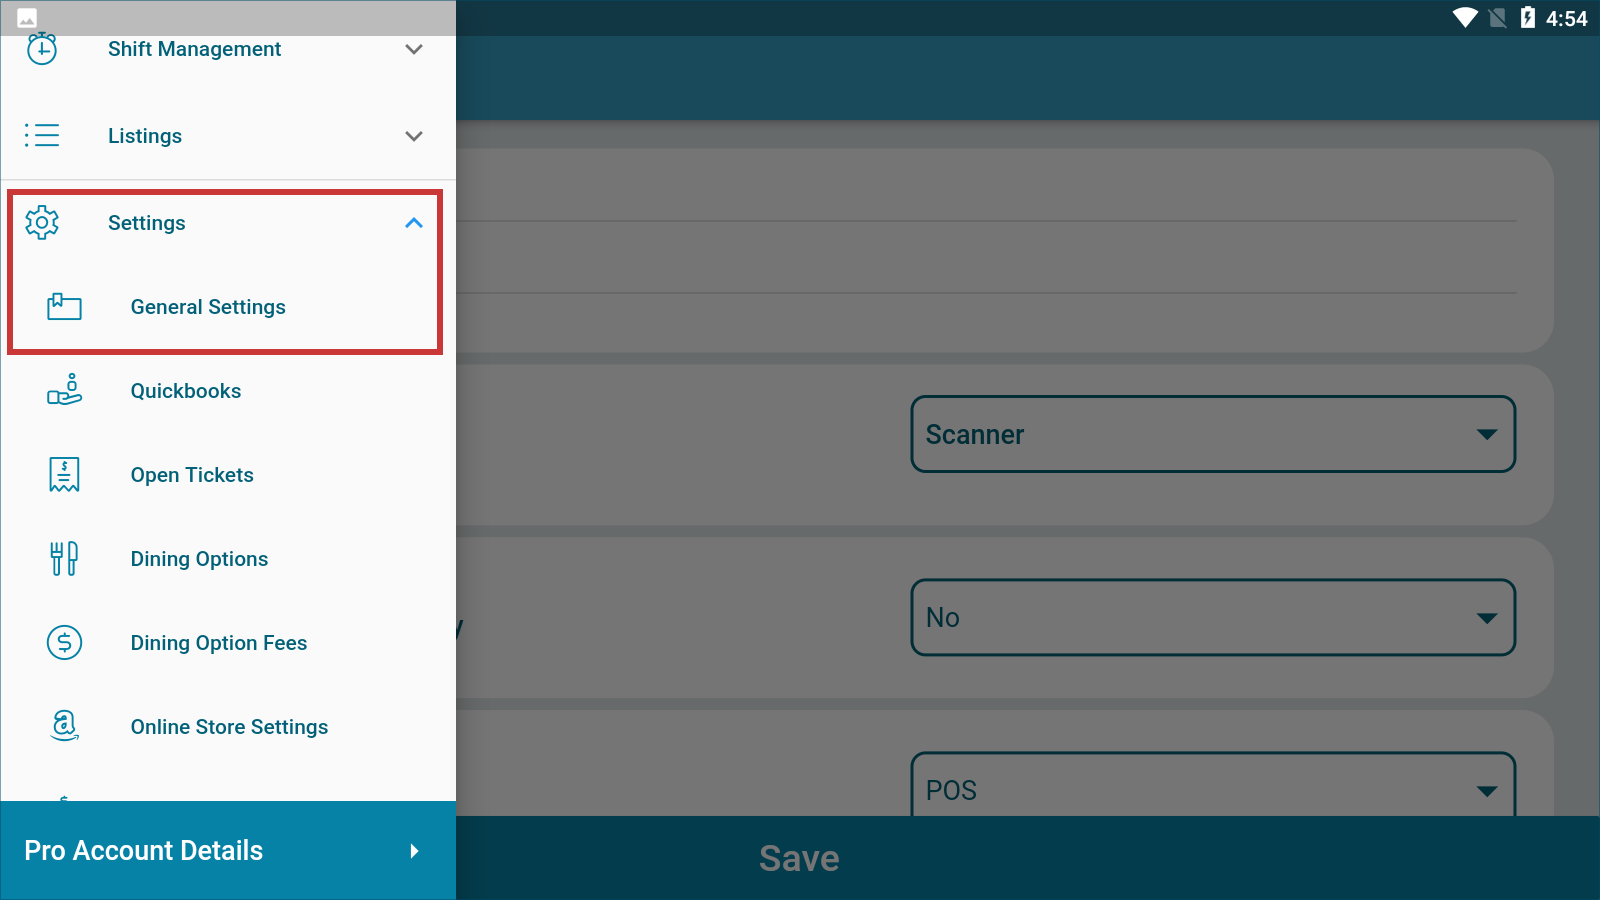 4:54
Shift Management
Listings
Settings
General Settings
Quickbooks
Open Tickets
Dining Options
Dining Option Fees
Online Store Settings
Pro Account Details
Scanner
No
POS
Save